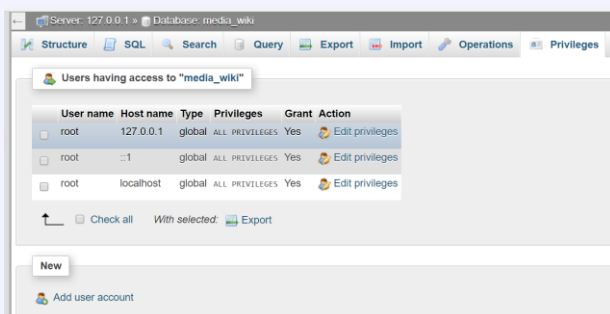 Server: 127.0.0.1 » Database: media_wiki
Structure SQL Search Query Export Import Operations Privileges
Users having access to "media_wiki"
User name Host name Type Privileges Grant Action
root 127.0.0.1 global ALL PRIVILEGES Yes Edit privileges
root ::1 global ALL PRIVILEGES Yes Edit privileges
root localhost global ALL PRIVILEGES Yes Edit privileges
Check all With selected: Export
New
Add user account